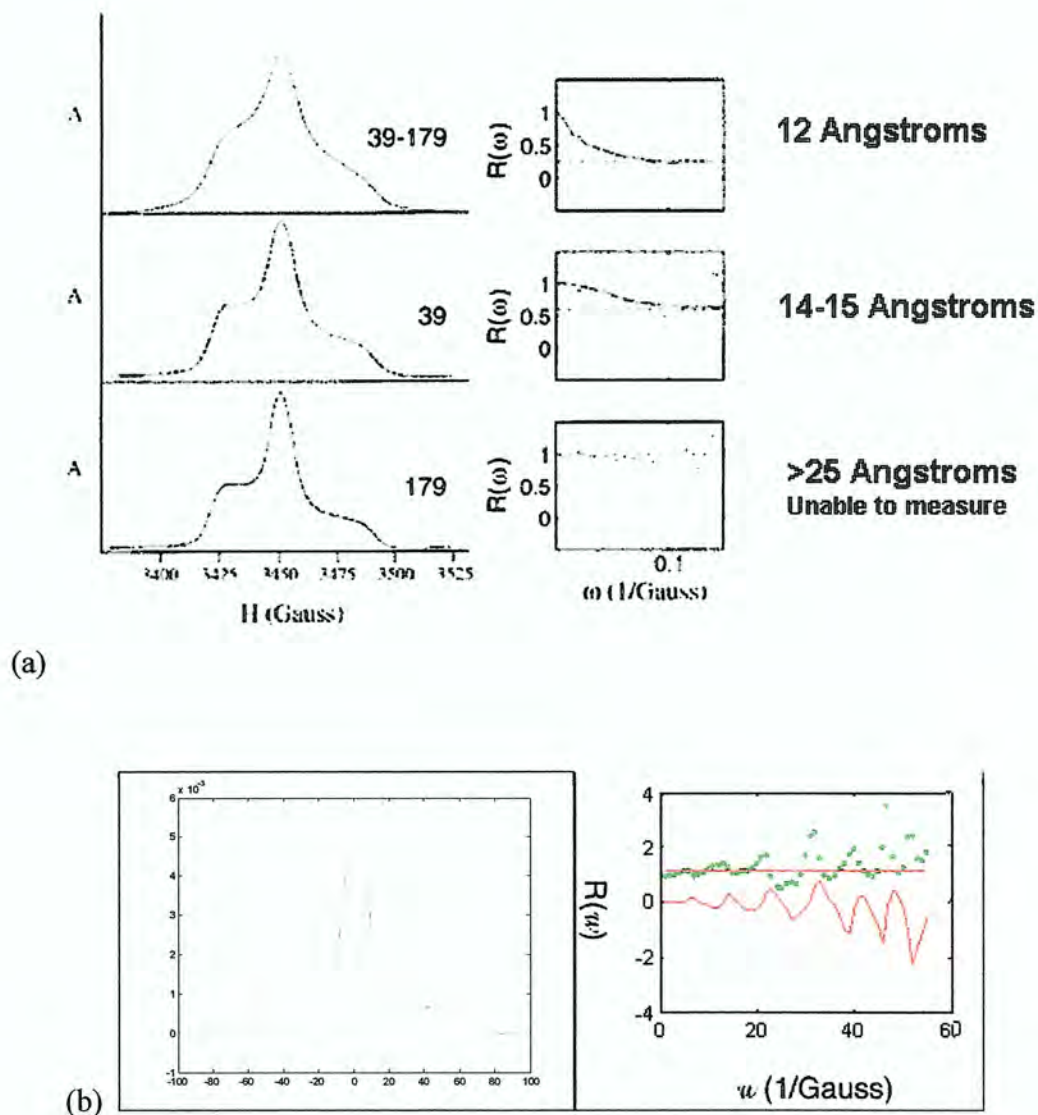 A
39-179
R(ω)
1
0.5
0
12 Angstroms
A
39
R(ω)
1
0.5
0
14-15 Angstroms
A
179
R(ω)
1
0.5
0
>25 Angstroms
Unable to measure
3400 3425 3450 3475 3500 3525
0.1
H (Gauss)
ω (1/Gauss)
(a)
x 10⁻³
6
5
4
3
2
1
0
-1
-100 -80 -60 -40 -20 0 20 40 60 80 100
(b)
4
2
0
-2
-4
R(u)
0 20 40 60
u (1/Gauss)